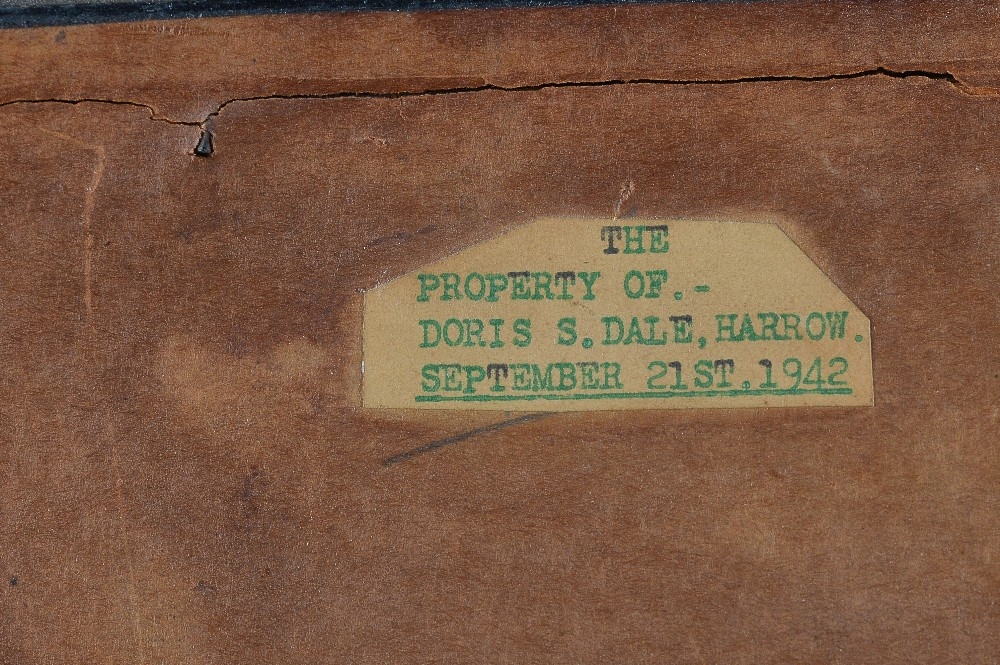 THE
PROPERTY OF.-
DORIS S.DALE,HARROW.
SEPTEMBER 21ST.1942